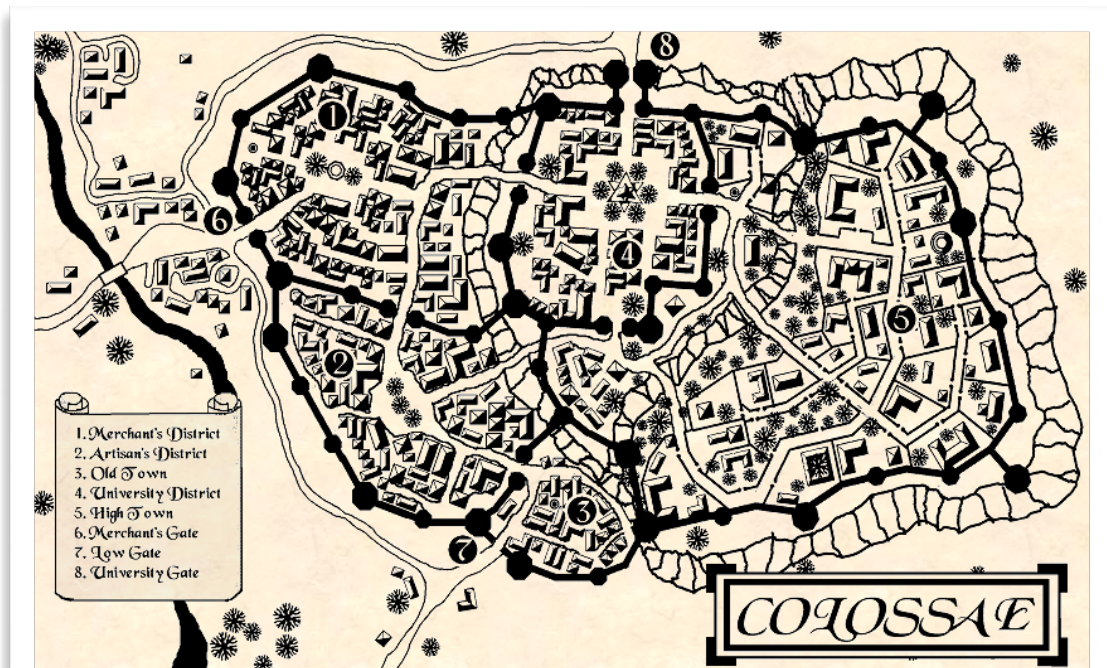 8
1
6
4
5
2
3
7
1. Merchant's District
2. Artisan's District
3. Old Town
4. University District
5. High Town
6. Merchant's Gate
7. Low Gate
8. University Gate
COLOSSAE